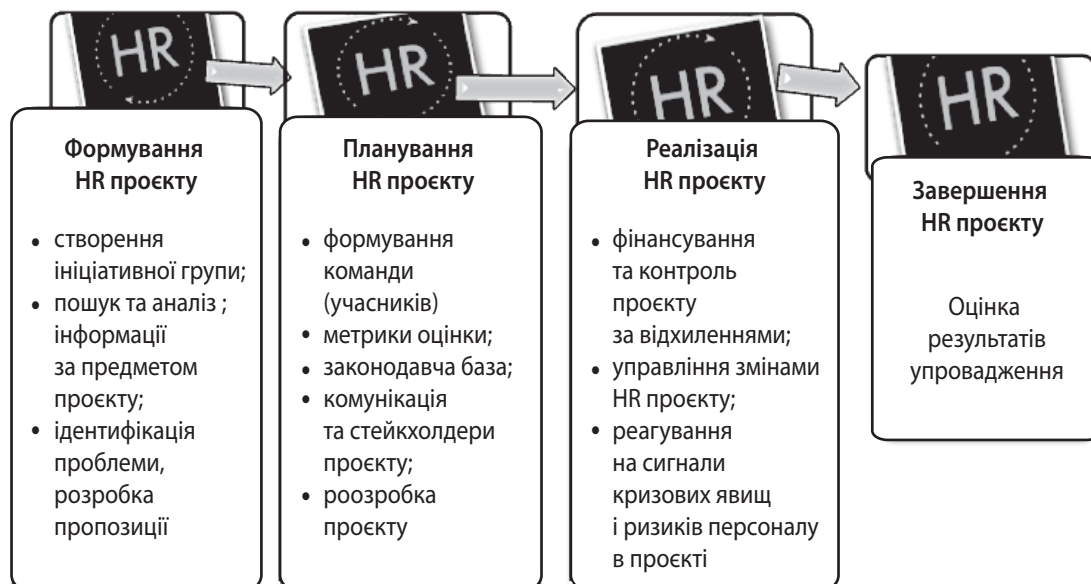 HR
HR
HR
HR
Формування
HR проєкту
• створення
ініціативної групи;
• пошук та аналіз ;
інформації
за предметом
проєкту;
• ідентифікація
проблеми,
розробка
пропозиції
Планування
HR проєкту
• формування
команди
(учасників)
• метрики оцінки;
• законодавча база;
• комунікація
та стейкхолдери
проєкту;
• роозробка
проєкту
Реалізація
HR проєкту
• фінансування
та контроль
проєкту
за відхиленнями;
• управління змінами
HR проєкту;
• реагування
на сигнали
кризових явищ
і ризиків персоналу
в проєкті
Завершення
HR проєкту
Оцінка
результатів
упровадження